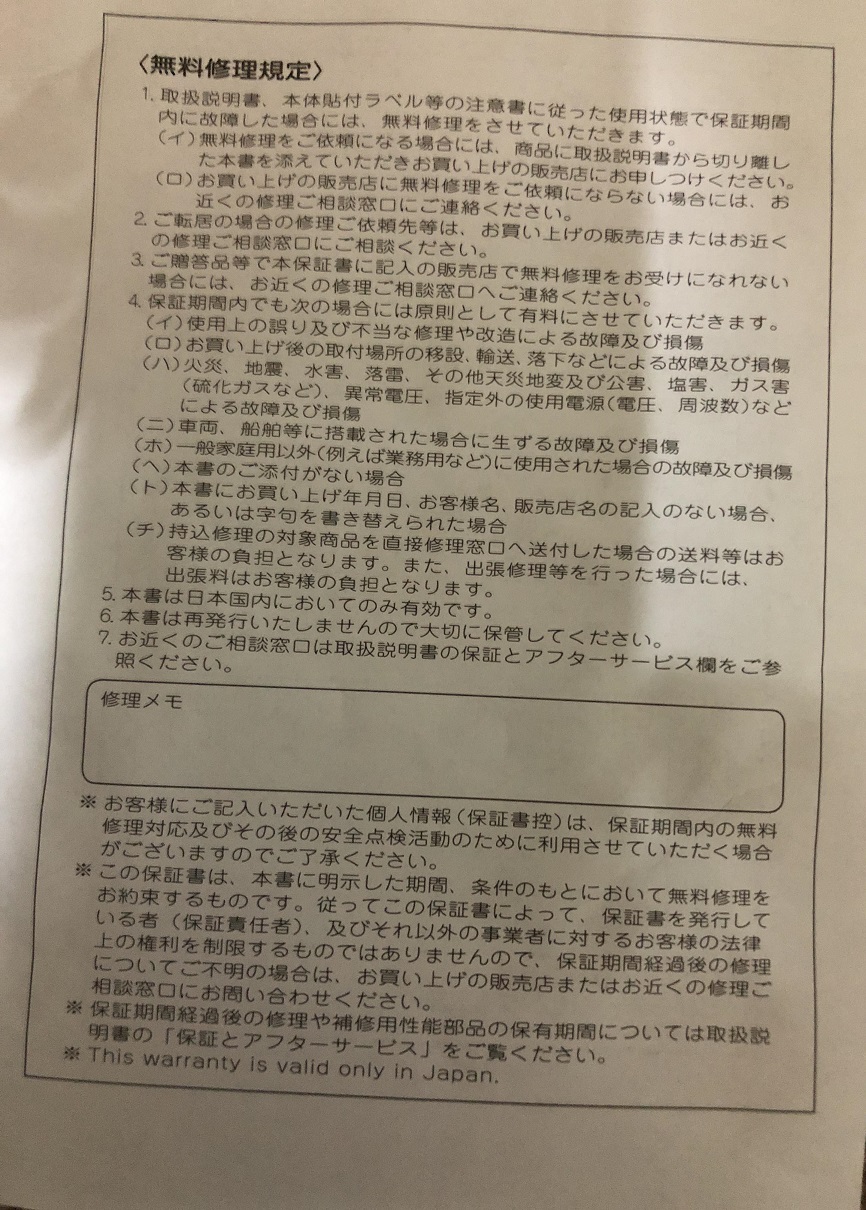 〈無料修理規定〉
1. 取扱説明書、本体貼付ラベル等の注意書に従った使用状態で保証期間
内に故障した場合には、無料修理をさせていただきます。
(イ)無料修理をご依頼になる場合には、商品に取扱説明書から切り離し
た本書を添えていただきお買い上げの販売店にお申しつけください。
(ロ)お買い上げの販売店に無料修理をご依頼にならない場合には、お
近くの修理ご相談窓口にご連絡ください。
2. ご転居の場合の修理ご依頼先等は、お買い上げの販売店またはお近く
の修理ご相談窓口にご相談ください。
3. ご贈答品等で本保証書に記入の販売店で無料修理をお受けになれない
場合には、お近くの修理ご相談窓口へご連絡ください。
4. 保証期間内でも次の場合には原則として有料にさせていただきます。
(イ)使用上の誤り及び不当な修理や改造による故障及び損傷
(ロ)お買い上げ後の取付場所の移設、輸送、落下などによる故障及び損傷
(ハ)火災、地震、水害、落雷、その他天災地変及び公害、塩害、ガス害
(硫化ガスなど)、異常電圧、指定外の使用電源(電圧、周波数)など
による故障及び損傷
(ニ)車両、船舶等に搭載された場合に生ずる故障及び損傷
(ホ)一般家庭用以外(例えば業務用など)に使用された場合の故障及び損傷
(ヘ)本書のご添付がない場合
(ト)本書にお買い上げ年月日、お客様名、販売店名の記入のない場合、
あるいは字句を書き替えられた場合
(チ)持込修理の対象商品を直接修理窓口へ送付した場合の送料等はお
客様の負担となります。また、出張修理等を行った場合には、
出張料はお客様の負担となります。
5. 本書は日本国内においてのみ有効です。
6. 本書は再発行いたしませんので大切に保管してください。
7. お近くのご相談窓口は取扱説明書の保証とアフターサービス欄をご参
照ください。
修理メモ
※ お客様にご記入いただいた個人情報(保証書控)は、保証期間内の無料
修理対応及びその後の安全点検活動のために利用させていただく場合
がございますのでご了承ください。
※ この保証書は、本書に明示した期間、条件のもとにおいて無料修理を
お約束するものです。従ってこの保証書によって、保証書を発行して
いる者(保証責任者)、及びそれ以外の事業者に対するお客様の法律
上の権利を制限するものではありませんので、保証期間経過後の修理
についてご不明の場合は、お買い上げの販売店またはお近くの修理ご
相談窓口にお問い合わせください。
※ 保証期間経過後の修理や補修用性能部品の保有期間については取扱説
明書の「保証とアフターサービス」をご覧ください。
※ This warranty is valid only in Japan.